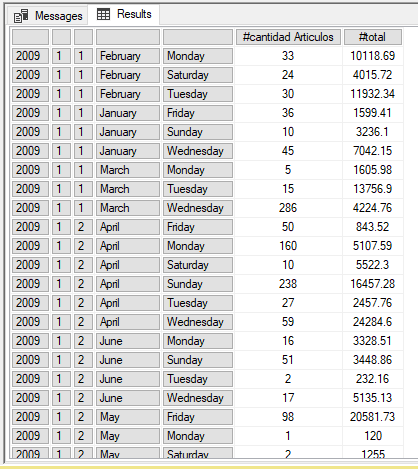 Messages Results
#cantidad Articulos #total
2009 1 1 February Monday 33 10118.69
2009 1 1 February Saturday 24 4015.72
2009 1 1 February Tuesday 30 11932.34
2009 1 1 January Friday 36 1599.41
2009 1 1 January Sunday 10 3236.1
2009 1 1 January Wednesday 45 7042.15
2009 1 1 March Monday 5 1605.98
2009 1 1 March Tuesday 15 13756.9
2009 1 1 March Wednesday 286 4224.76
2009 1 2 April Friday 50 843.52
2009 1 2 April Monday 160 5107.59
2009 1 2 April Saturday 10 5522.3
2009 1 2 April Sunday 238 16457.28
2009 1 2 April Tuesday 27 2457.76
2009 1 2 April Wednesday 59 24284.6
2009 1 2 June Monday 16 3328.51
2009 1 2 June Sunday 51 3448.86
2009 1 2 June Tuesday 2 232.16
2009 1 2 June Wednesday 17 5135.13
2009 1 2 May Friday 98 20581.73
2009 1 2 May Monday 1 120
2009 1 2 May Saturday 2 1255